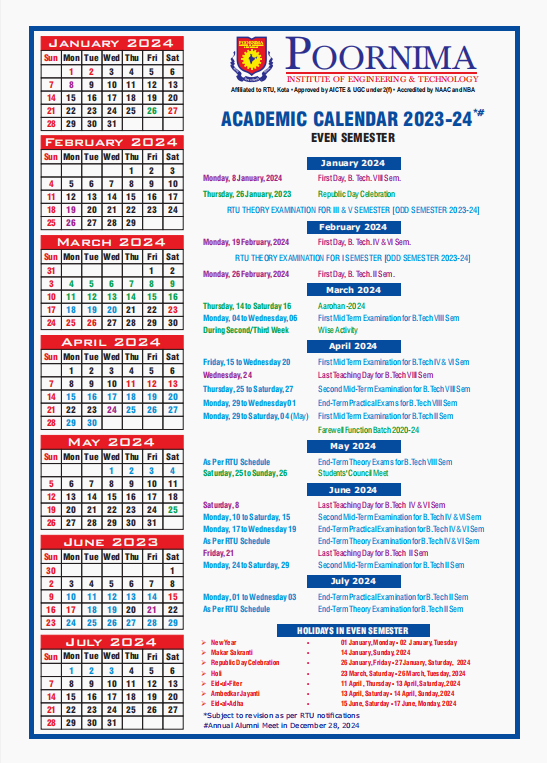 JANUARY 2024
Sun Mon Tue Wed Thu Fri Sat
1 2 3 4 5 6
7 8 9 10 11 12 13
14 15 16 17 18 19 20
21 22 23 24 25 26 27
28 29 30 31
FEBRUARY 2024
Sun Mon Tue Wed Thu Fri Sat
1 2 3
4 5 6 7 8 9 10
11 12 13 14 15 16 17
18 19 20 22 23 24
25 26 27 28 29
MARCH 2024
Sun Mon Tue Wed Thu Fri Sat
31 1 2
3 4 5 6 7 8 9
10 11 12 13 14 15 16
17 18 19 20 21 22 23
24 25 26 27 28 29 30
APRIL 2024
Sun Mon Tue Wed Thu Fri Sat
1 2 3 4 5 6
7 8 9 10 11 12 13
14 15 16 17 18 19 20
21 22 23 24 25 26 27
28 29 30
MAY 2024
Sun Mon Tue Wed Thu Fri Sat
1 2 3 4
5 6 7 8 9 10 11
12 13 14 15 16 17 18
19 20 21 22 23 24 25
26 27 28 29 30 31
JUNE 2023
Sun Mon Tue Wed Thu Fri Sat
30 1
2 3 4 5 6 7 8
9 10 11 12 13 14 15
16 17 18 19 20 21 22
23 24 25 26 27 28 29
JULY 2024
Sun Mon Tue Wed Thu Fri Sat
1 2 3 4 5 6
7 8 9 10 11 12 13
14 15 16 17 18 19 20
21 22 23 24 25 26 27
28 29 30 31
POORNIMA
INSTITUTE OF ENGINEERING & TECHNOLOGY
Affiliated to RTU, Kota • Approved by AICTE & UGC under 2(f) • Accredited by NAAC and NBA
ACADEMIC CALENDAR 2023-24*#
EVEN SEMESTER
January 2024
Monday, 8 January, 2024 First Day, B. Tech. VIII Sem.
Thursday, 26 January, 2023 Republic Day Celebration
RTU THEORY EXAMINATION FOR III & V SEMESTER [ODD SEMESTER 2023-24]
February 2024
Monday, 19 February, 2024 First Day, B. Tech. IV & VI Sem.
RTU THEORY EXAMINATION FOR I SEMESTER [ODD SEMESTER 2023-24]
Monday, 26 February, 2024 First Day, B. Tech. II Sem.
March 2024
Thursday, 14 to Saturday 16 Aarohan-2024
Monday, 04 to Wednesday, 06 First Mid Term Examination for B.Tech VIII Sem
During Second/Third Week Wise Activity
April 2024
Friday, 15 to Wednesday 20 First Mid Term Examination for B.Tech IV & VI Sem
Wednesday, 24 Last Teaching Day for B.Tech VIII Sem
Thursday, 25 to Saturday, 27 Second Mid-Term Examination for B.Tech VIII Sem
Monday, 29 to Wednesday 01 End-Term Practical Exams for B.Tech VIII Sem
Monday, 29 to Saturday, 04 (May) First Mid Term Examination for B.Tech II Sem
Farewell Function Batch 2020-24
May 2024
As Per RTU Schedule End-Term Theory Exams for B.Tech VIII Sem
Saturday, 25 to Sunday, 26 Students' Council Meet
June 2024
Saturday, 8 Last Teaching Day for B.Tech IV & VI Sem
Monday, 10 to Saturday, 15 Second Mid-Term Examination for B.Tech IV & VI Sem
Monday, 17 to Wednesday 19 End-Term Practical Examination for B.Tech IV & VI Sem
As Per RTU Schedule End-Term Theory Examination for B.Tech IV & VI Sem
Friday, 21 Last Teaching Day for B.Tech II Sem
Monday, 24 to Saturday, 29 Second Mid-Term Examination for B.Tech II Sem
July 2024
Monday, 01 to Wednesday 03 End-Term Practical Examination for B.Tech II Sem
As Per RTU Schedule End-Term Theory Examination for B.Tech II Sem
HOLIDAYS IN EVEN SEMESTER
➢ New Year • 01 January, Monday • 02 January, Tuesday
➢ Makar Sakranti • 14 January, Sunday, 2024
➢ Republic Day Celebration • 26 January, Friday • 27 January, Saturday, 2024
➢ Holi • 23 March, Saturday • 26 March, Tuesday, 2024
➢ Eid-ul-Fiter • 11 April, Thursday • 13 April, Saturday, 2024
➢ Ambedkar Jayanti • 13 April, Saturday • 14 April, Sunday, 2024
➢ Eid-al-Adha • 15 June, Saturday • 17 June, Monday, 2024
*Subject to revision as per RTU notifications
#Annual Alumni Meet in December 28, 2024